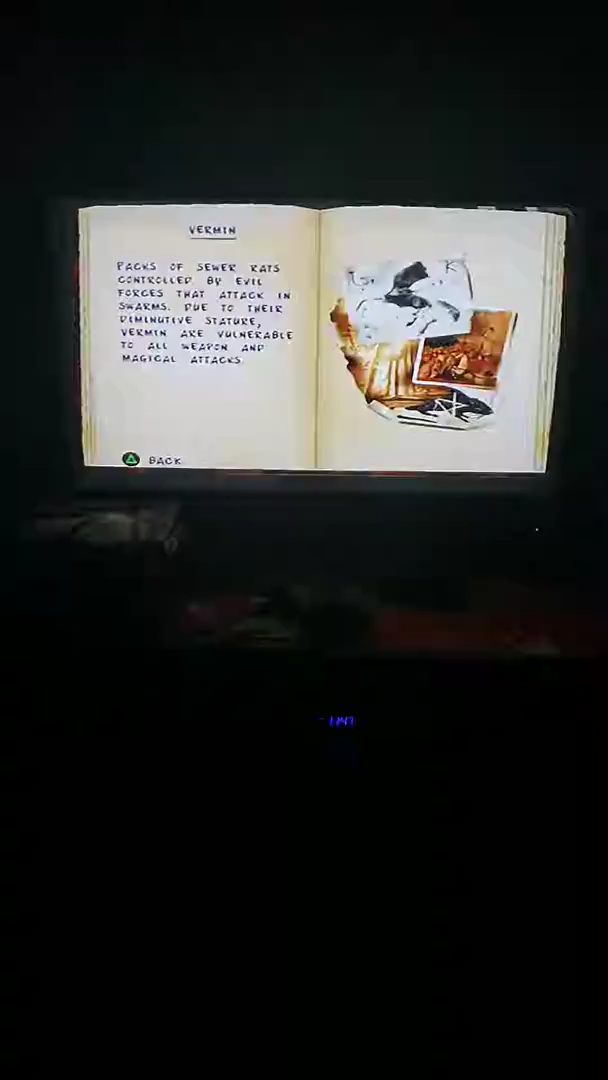 VERMIN
PACKS OF SEWER RATS
CONTROLLED BY EVIL
FORCES THAT ATTACK IN
SWARMS. DUE TO THEIR
DIMINUTIVE STATURE,
VERMIN ARE VULNERABLE
TO ALL WEAPON AND
MAGICAL ATTACKS.
BACK